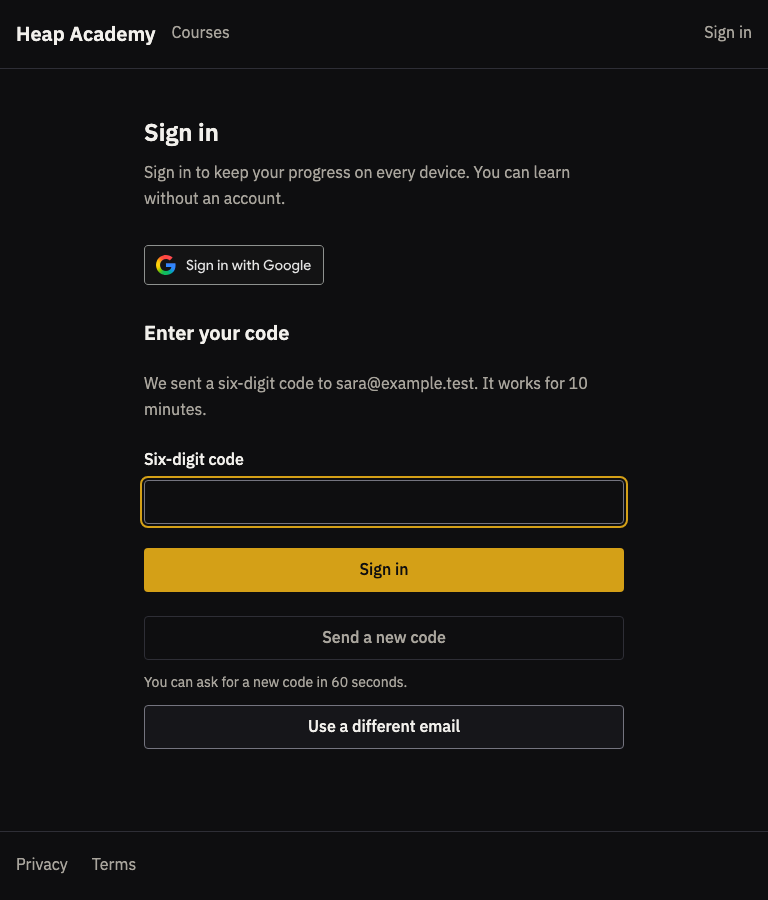 Heap Academy
Courses
Sign in
Sign in
Sign in to keep your progress on every device. You can learn
without an account.
Sign in with Google
Enter your code
We sent a six-digit code to sara@example.test. It works for 10
minutes.
Six-digit code
Sign in
Send a new code
You can ask for a new code in 60 seconds.
Use a different email
Privacy
Terms